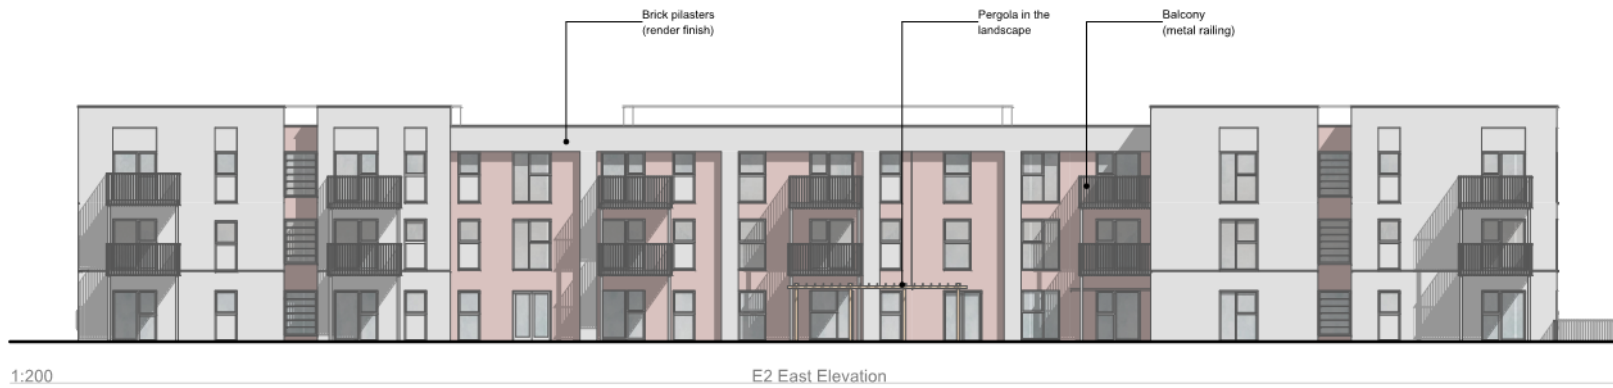 Brick pilasters
(render finish)
Pergola in the
landscape
Balcony
(metal railing)
1:200
E2 East Elevation